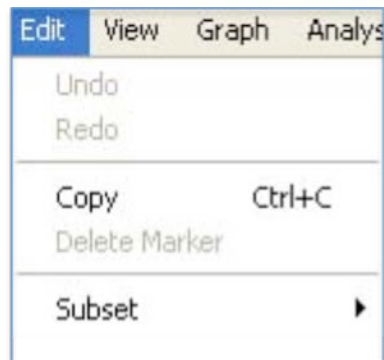 Edit View Graph Analys
Undo
Redo
Copy Ctrl+C
Delete Marker
Subset